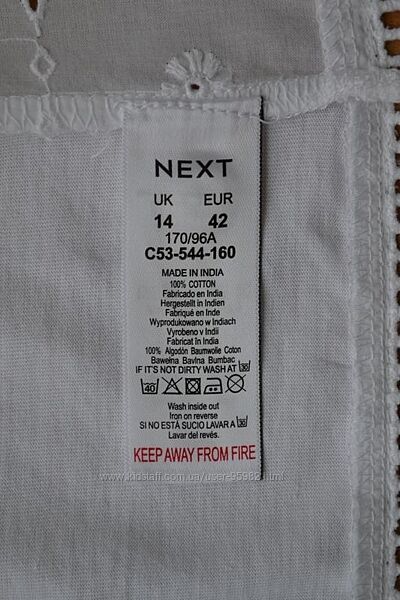 NEXT
UK EUR
14 42
170/96A
C53-544-160
MADE IN INDIA
100% COTTON
Fabricado en India
Hergestellt in Indien
Fabriqué en Inde
Wyprodukowano w Indiach
Vyrobeno v Indii
Fabricat în India
100% Algodón Baumwolle Coton
Bawełna Bavlna Bumbac
IF IT'S NOT DIRTY WASH AT 30
40
Wash inside out
Iron on reverse
SI NO ESTÁ SUCIO LAVAR A 30
Lavar del revés.
KEEP AWAY FROM FIRE